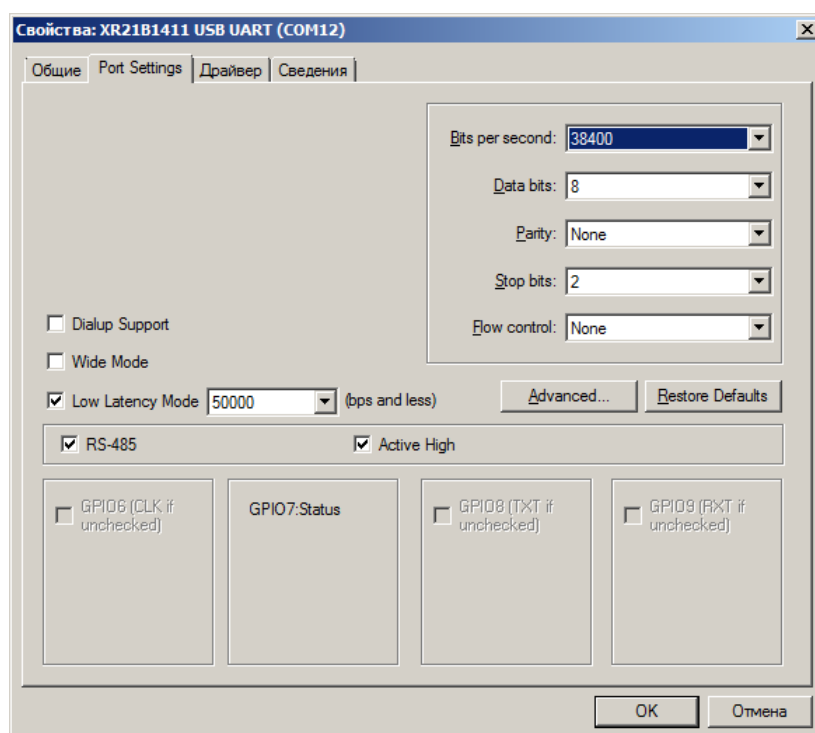 Свойства: XR21B1411 USB UART (COM12)
Общие Port Settings Драйвер Сведения
Bits per second: 38400
Data bits: 8
Parity: None
Stop bits: 2
Dialup Support
Flow control: None
Wide Mode
Low Latency Mode 50000 (bps and less)
Advanced... Restore Defaults
RS-485 Active High
GPIO6 (CLK if
unchecked)
GPIO7:Status
GPIO8 (TXT if
unchecked)
GPIO9 (RXT if
unchecked)
OK Отмена